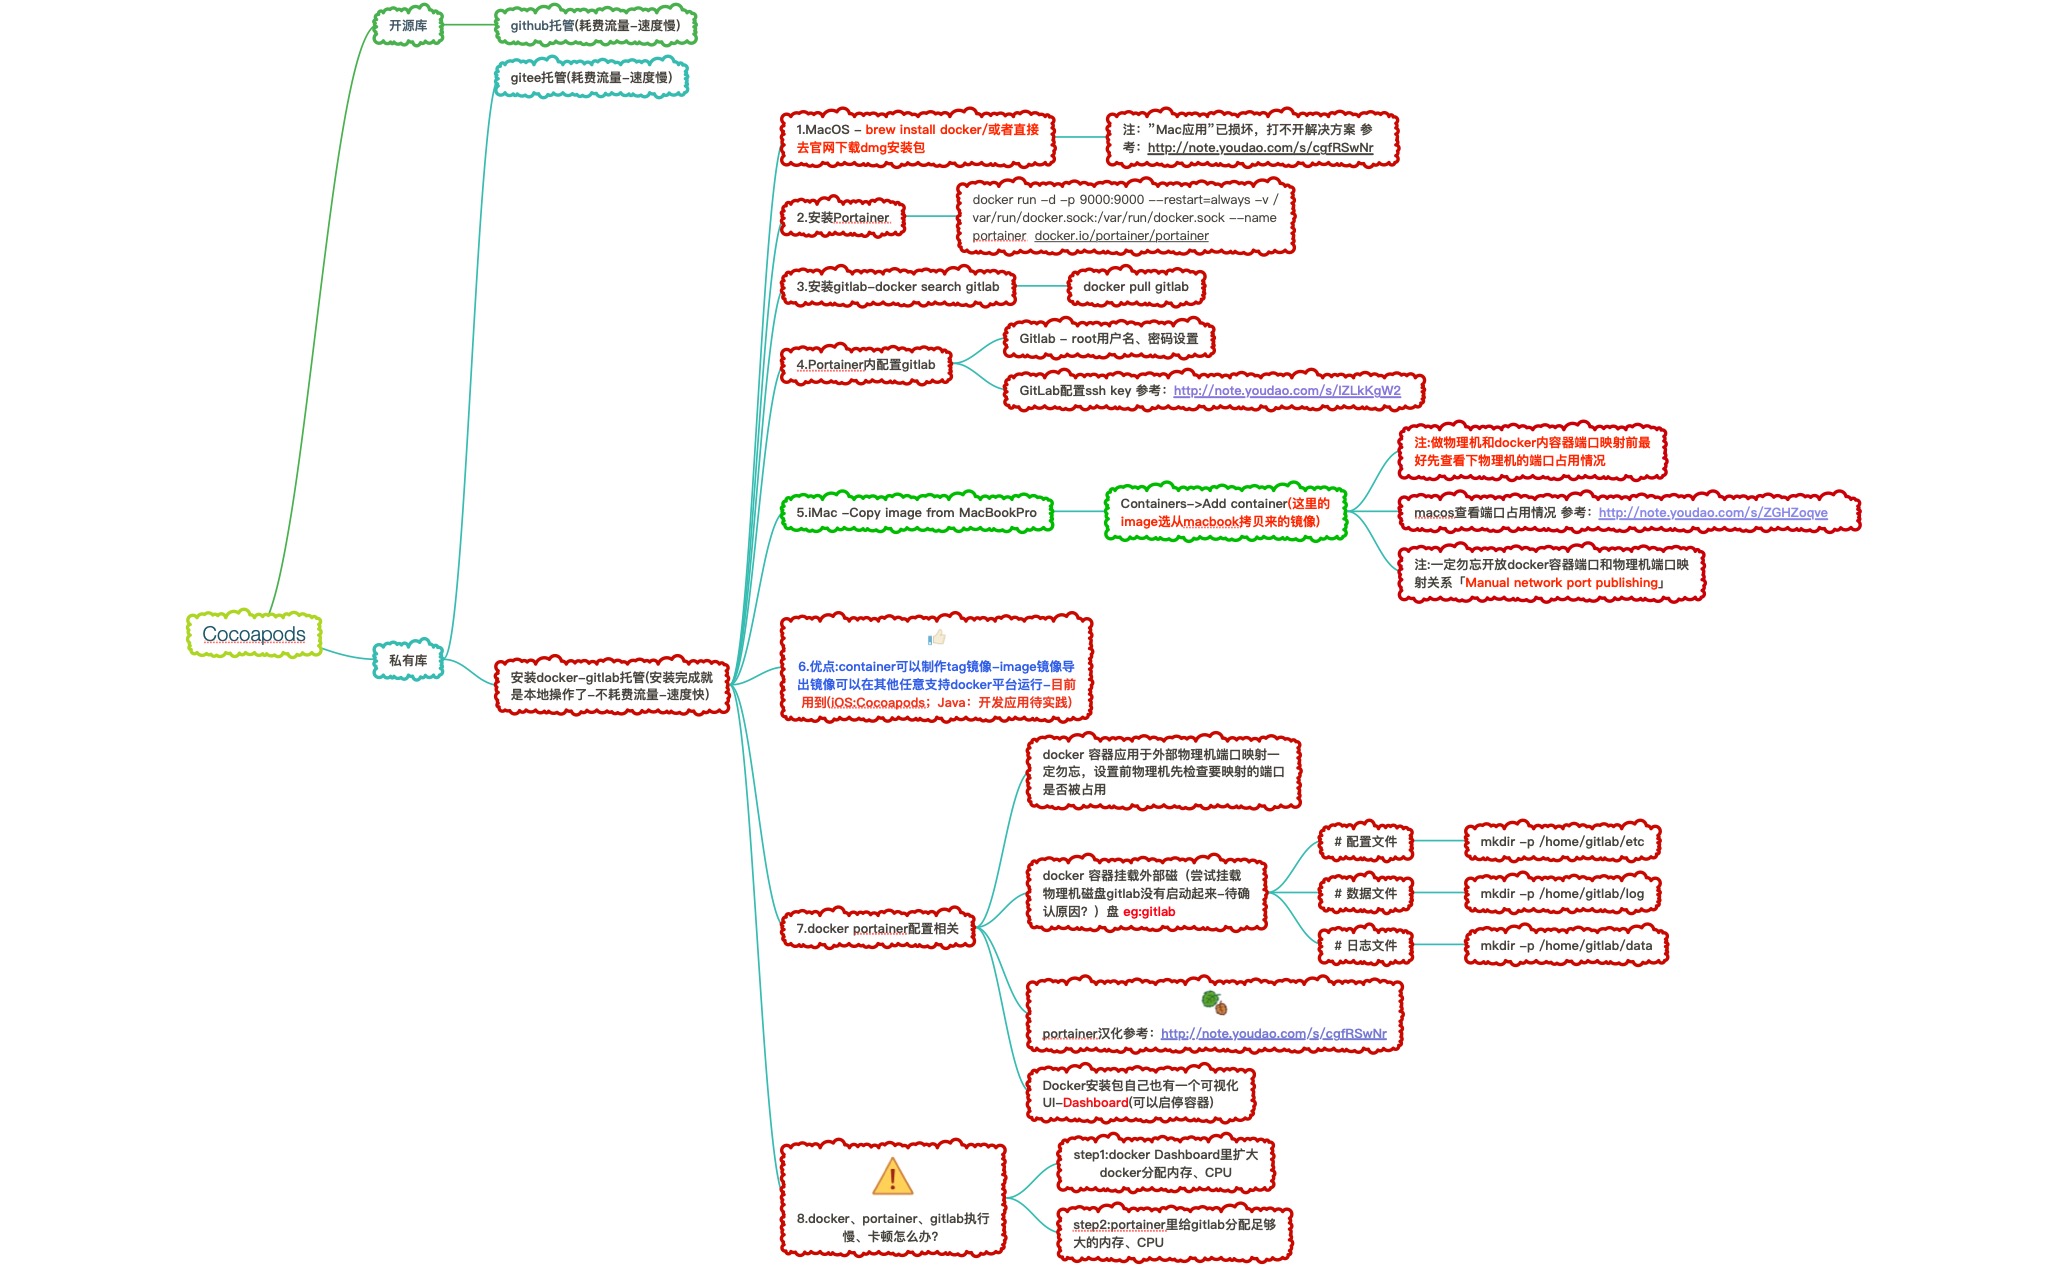 开源库
github托管(耗费流量-速度慢)
gitee托管(耗费流量-速度慢)
1.MacOS - brew install docker/或者直接
去官网下载dmg安装包
注：”Mac应用”已损坏，打不开解决方案 参
考：http://note.youdao.com/s/cgfRSwNr
2.安装Portainer
docker run -d -p 9000:9000 --restart=always -v /
var/run/docker.sock:/var/run/docker.sock --name
portainer docker.io/portainer/portainer
3.安装gitlab-docker search gitlab
docker pull gitlab
4.Portainer内配置gitlab
Gitlab - root用户名、密码设置
GitLab配置ssh key 参考：http://note.youdao.com/s/IZLkKgW2
5.iMac -Copy image from MacBookPro
Containers->Add container(这里的
image选从macbook拷贝来的镜像)
注:做物理机和docker内容器端口映射前最
好先查看下物理机的端口占用情况
macos查看端口占用情况 参考：http://note.youdao.com/s/ZGHZoqve
注:一定勿忘开放docker容器端口和物理机端口映
射关系「Manual network port publishing」
Cocoapods
私有库
安装docker-gitlab托管(安装完成就
是本地操作了-不耗费流量-速度快)
6.优点:container可以制作tag镜像-image镜像导
出镜像可以在其他任意支持docker平台运行-目前
用到(iOS:Cocoapods；Java：开发应用待实践)
7.docker portainer配置相关
docker 容器应用于外部物理机端口映射一
定勿忘，设置前物理机先检查要映射的端口
是否被占用
docker 容器挂载外部磁（尝试挂载
物理机磁盘gitlab没有启动起来-待确
认原因？）盘 eg:gitlab
# 配置文件
mkdir -p /home/gitlab/etc
# 数据文件
mkdir -p /home/gitlab/log
# 日志文件
mkdir -p /home/gitlab/data
portainer汉化参考：http://note.youdao.com/s/cgfRSwNr
Docker安装包自己也有一个可视化
UI-Dashboard(可以启停容器)
8.docker、portainer、gitlab执行
慢、卡顿怎么办？
step1:docker Dashboard里扩大
docker分配内存、CPU
step2:portainer里给gitlab分配足够
大的内存、CPU